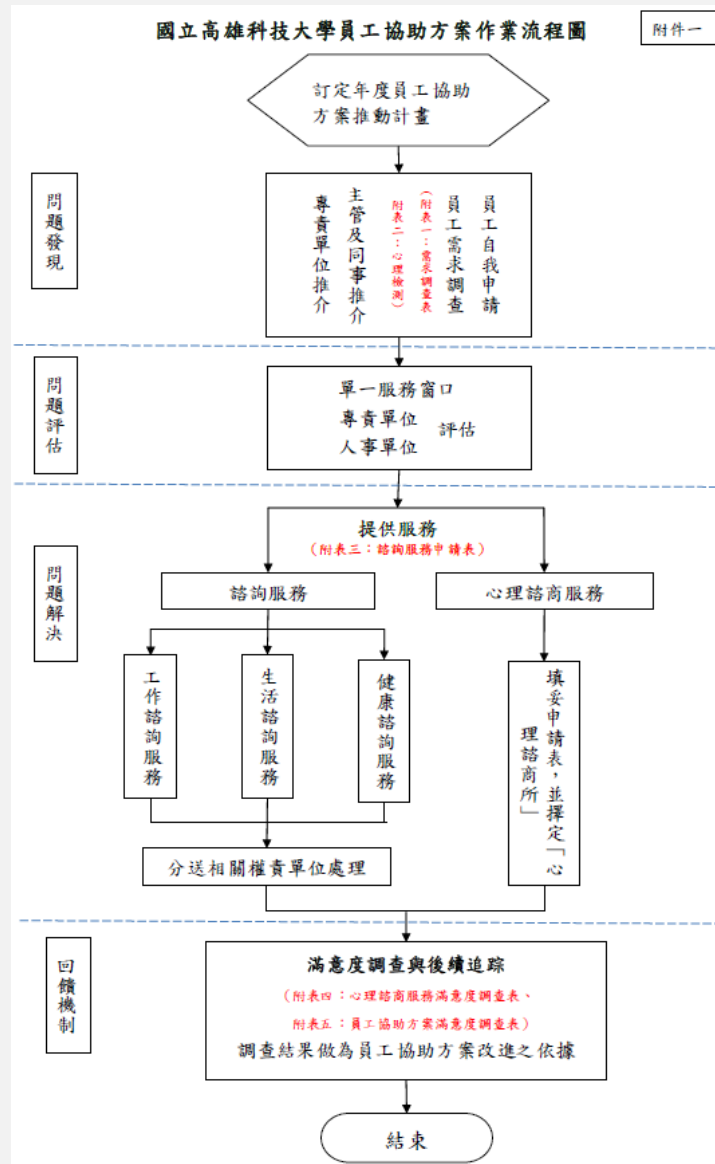 國立高雄科技大學員工協助方案作業流程圖
附件一
訂定年度員工協助
方案推動計畫
問題發現
員工自我申請
員工需求調查
(附表一：需求調查表
附表二：心理檢測)
主管及同事推介
專責單位推介
問題評估
單一服務窗口
專責單位
人事單位
評估
問題解決
提供服務
(附表三：諮詢服務申請表)
諮詢服務
心理諮商服務
工作諮詢服務
生活諮詢服務
健康諮詢服務
填妥申請表，並擇定「心
理諮商所」
分送相關權責單位處理
回饋機制
滿意度調查與後續追踪
(附表四：心理諮商服務滿意度調查表、
附表五：員工協助方案滿意度調查表)
調查結果做為員工協助方案改進之依據
結束